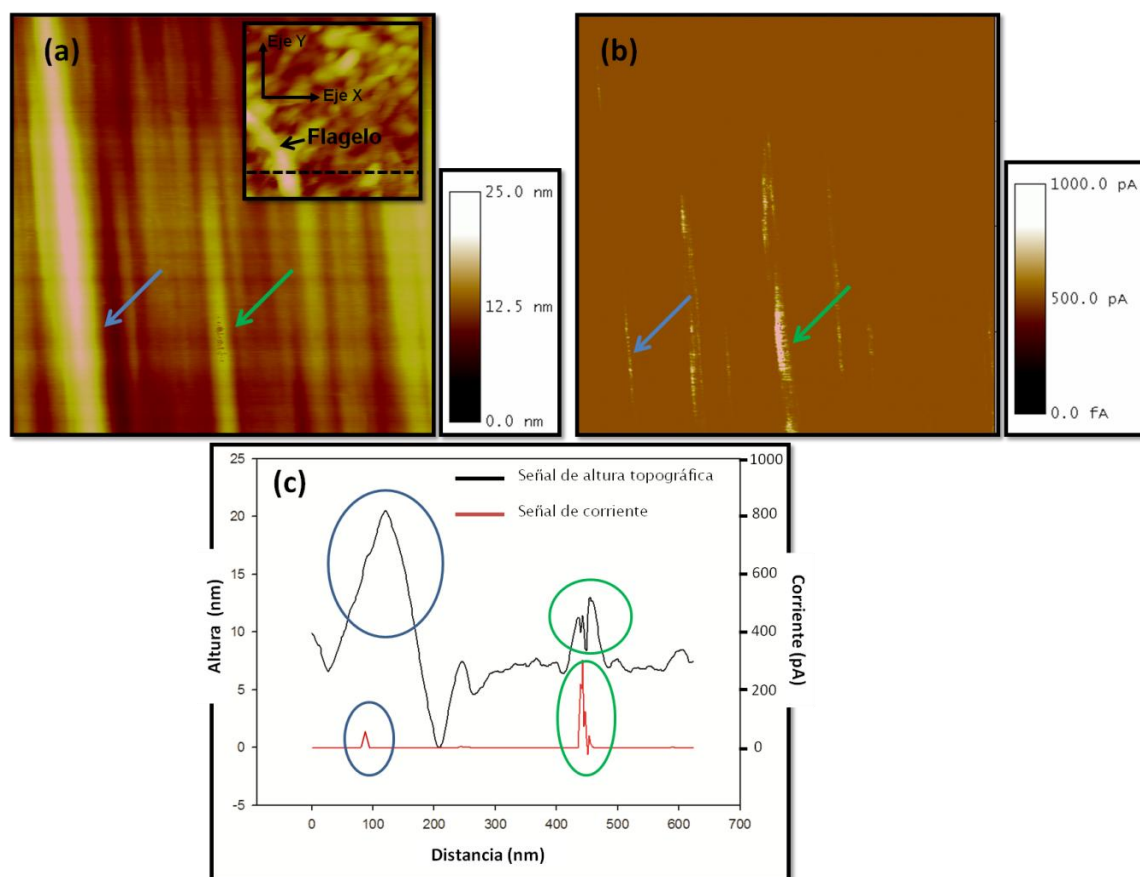 (a)
Eje Y
Eje X
Flagelo
25.0 nm
12.5 nm
0.0 nm
(b)
1000.0 pA
500.0 pA
0.0 fA
(c)
Señal de altura topográfica
Señal de corriente
Altura (nm)
25
20
15
10
5
0
-5
1000
800
600
400
200
0
Corriente (pA)
0
100
200
300
400
500
600
700
Distancia (nm)